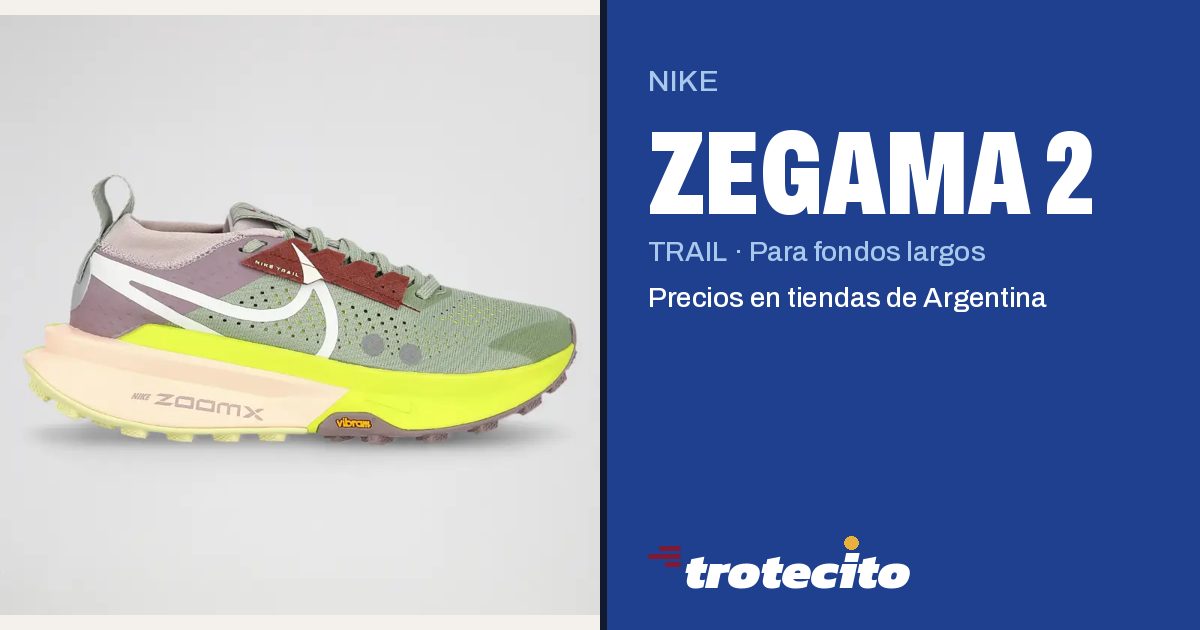 NIKE TRAIL
NIKE ZOOMX
vibram
NIKE
ZEGAMA 2
TRAIL · Para fondos largos
Precios en tiendas de Argentina
trotecito